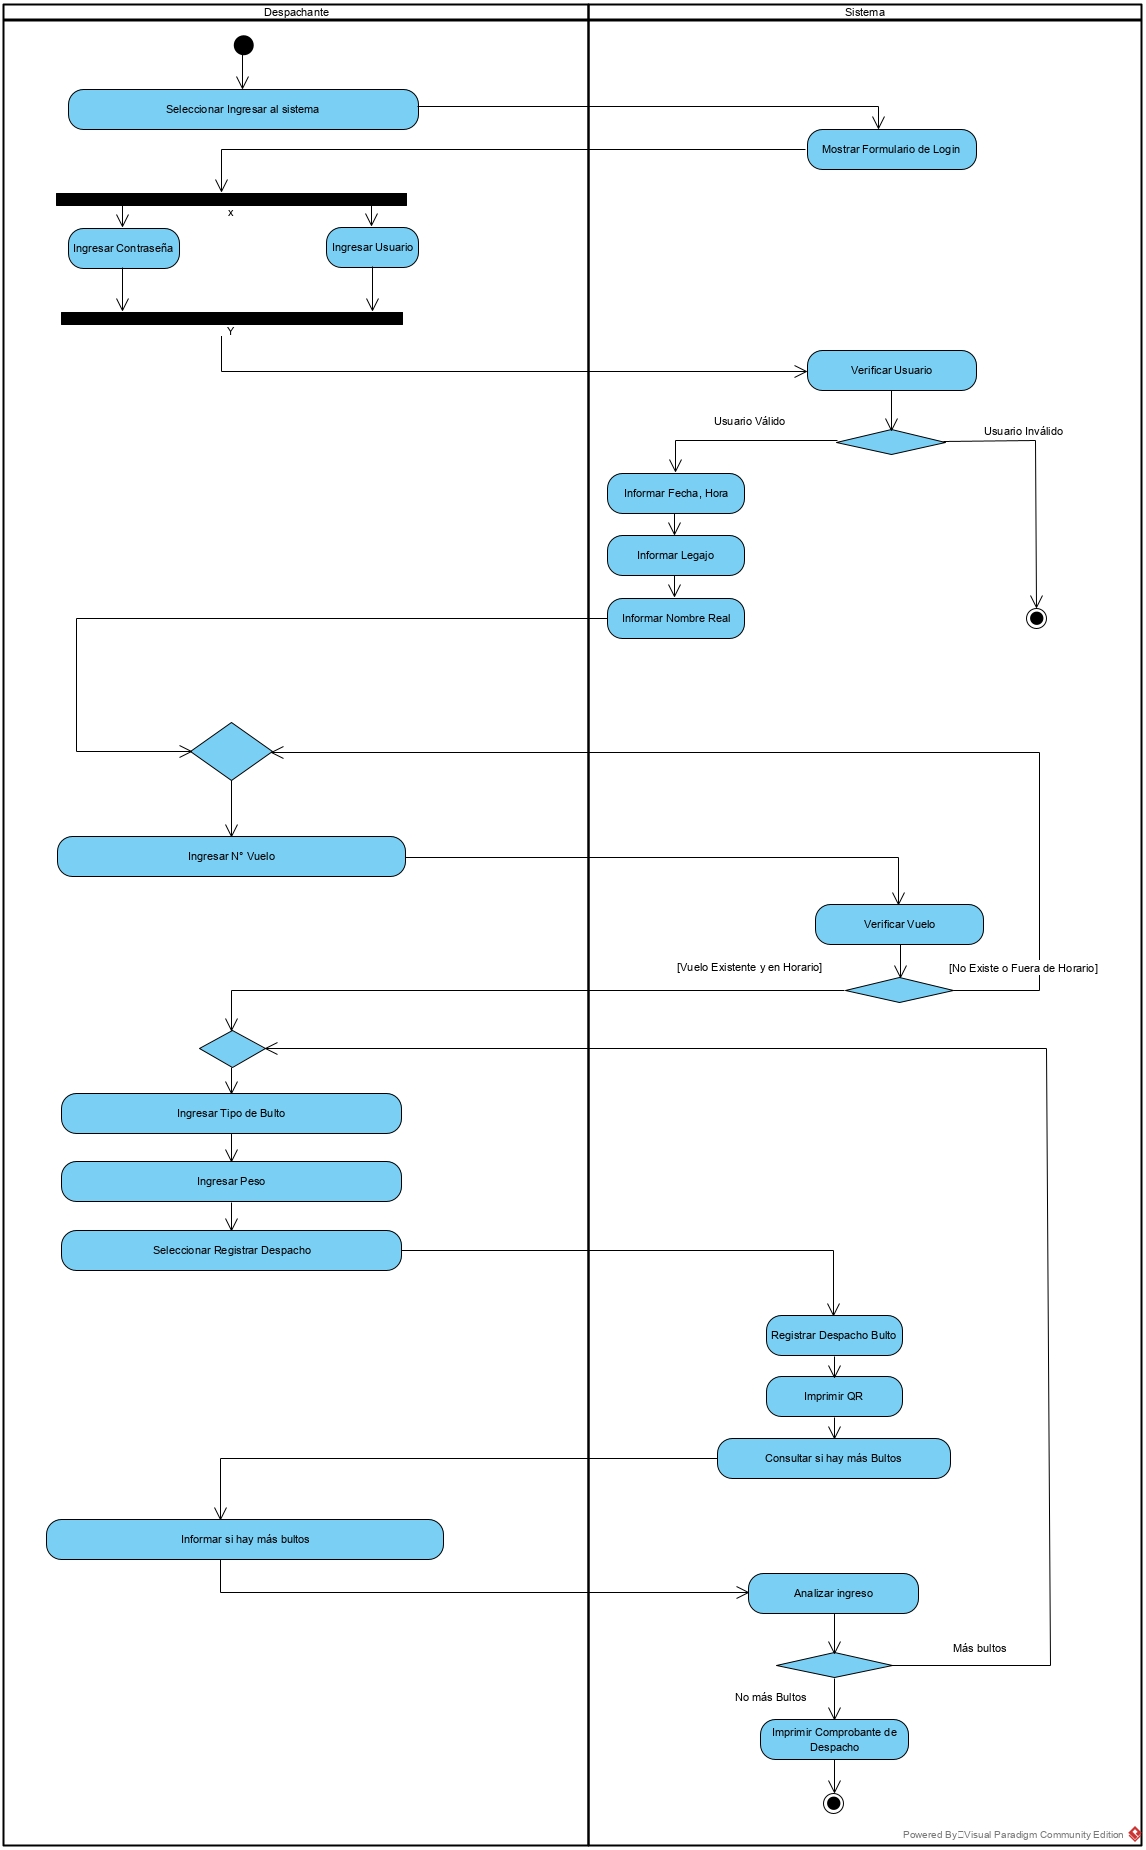 Despachante
Sistema
Seleccionar Ingresar al sistema
Mostrar Formulario de Login
x
Ingresar Contraseña
Ingresar Usuario
Y
Verificar Usuario
Usuario Válido
Usuario Inválido
Informar Fecha, Hora
Informar Legajo
Informar Nombre Real
Ingresar N° Vuelo
Verificar Vuelo
[Vuelo Existente y en Horario]
[No Existe o Fuera de Horario]
Ingresar Tipo de Bulto
Ingresar Peso
Seleccionar Registrar Despacho
Registrar Despacho Bulto
Imprimir QR
Consultar si hay más Bultos
Informar si hay más bultos
Analizar ingreso
Más bultos
No más Bultos
Imprimir Comprobante de
Despacho
Powered By Visual Paradigm Community Edition